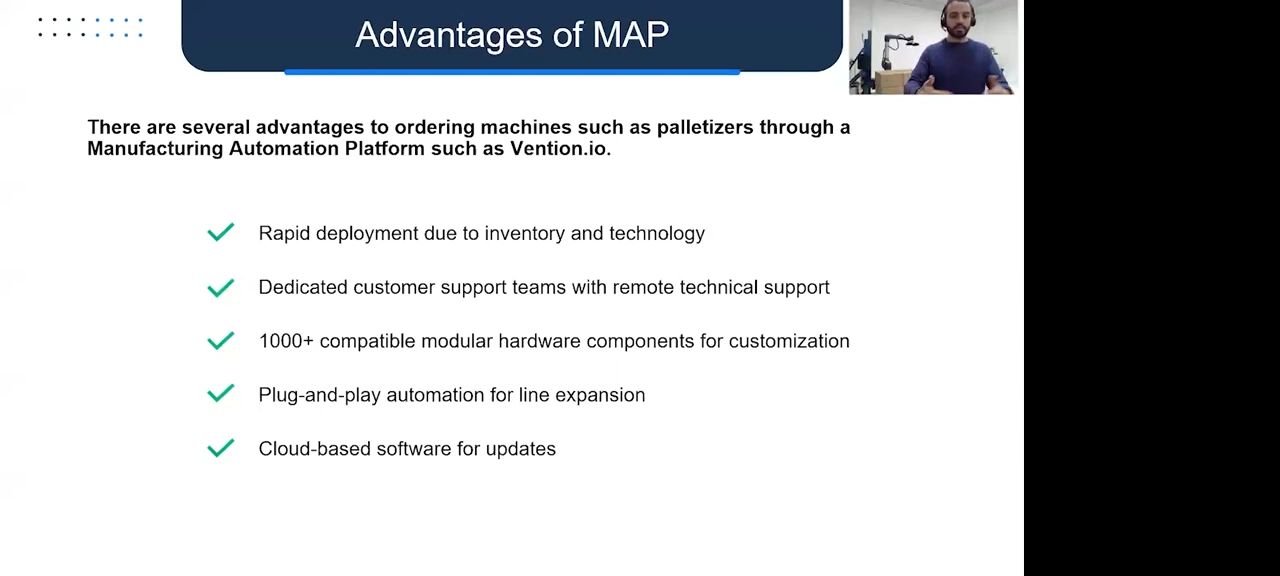 Advantages of MAP
There are several advantages to ordering machines such as palletizers through a
Manufacturing Automation Platform such as Vention.io.
Rapid deployment due to inventory and technology
Dedicated customer support teams with remote technical support
1000+ compatible modular hardware components for customization
Plug-and-play automation for line expansion
Cloud-based software for updates